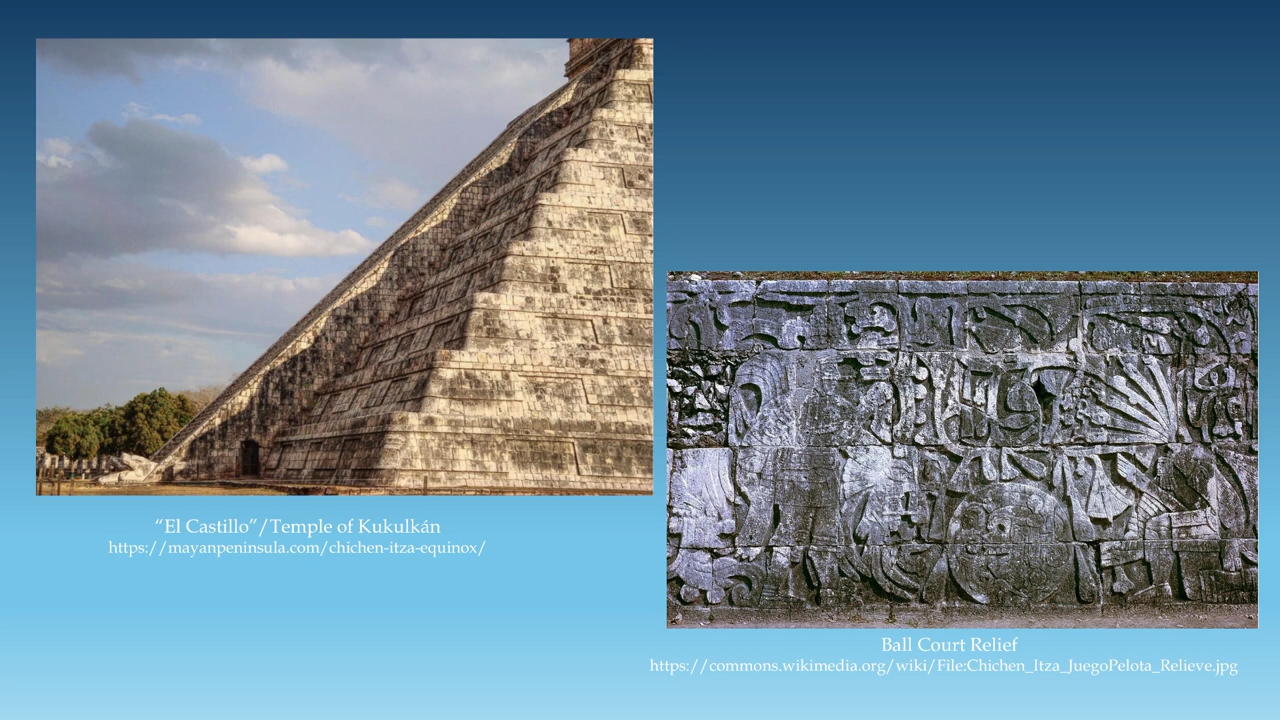 “El Castillo”/Temple of Kukulkán
https://mayanpeninsula.com/chichen-itza-equinox/
Ball Court Relief
https://commons.wikimedia.org/wiki/File:Chichen_Itza_JuegoPelota_Relieve.jpg